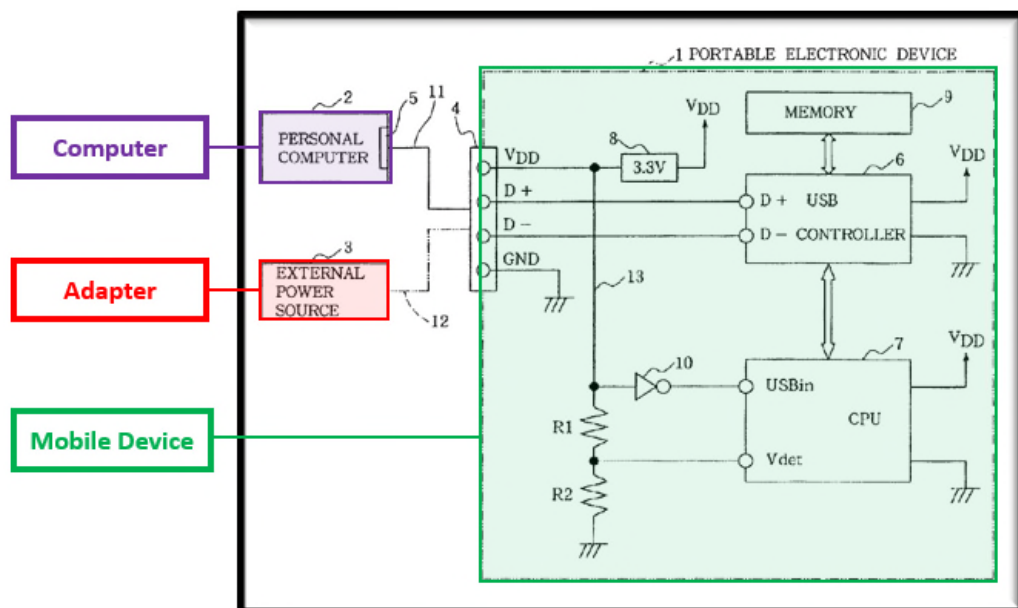 1 PORTABLE ELECTRONIC DEVICE
2
5
11
4
Computer
PERSONAL
COMPUTER
VDD
8
3.3V
VDD
MEMORY
9
6
VDD
D +
D + USB
D -
D - CONTROLLER
GND
3
Adapter
EXTERNAL
POWER
SOURCE
12
13
10
7
VDD
USBin
CPU
Mobile Device
R1
Vdet
R2